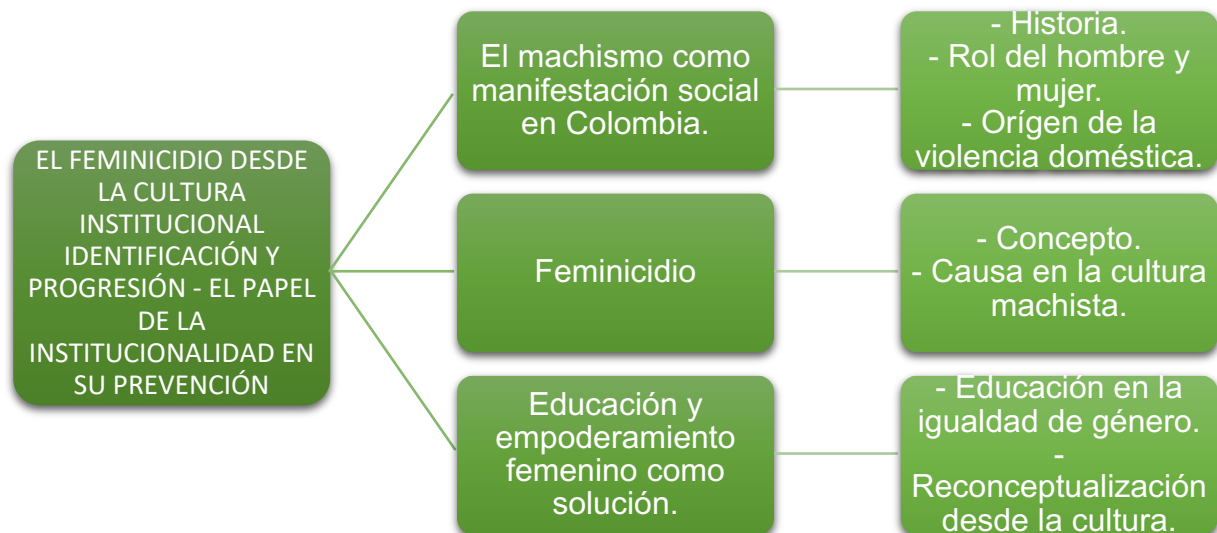 EL FEMINICIDIO DESDE
LA CULTURA
INSTITUCIONAL
IDENTIFICACIÓN Y
PROGRESIÓN - EL PAPEL
DE LA
INSTITUCIONALIDAD EN
SU PREVENCIÓN
El machismo como
manifestación social
en Colombia.
- Historia.
- Rol del hombre y
mujer.
- Orígen de la
violencia doméstica.
Feminicidio
- Concepto.
- Causa en la cultura
machista.
Educación y
empoderamiento
femenino como
solución.
- Educación en la
igualdad de género.
-
Reconceptualización
desde la cultura.